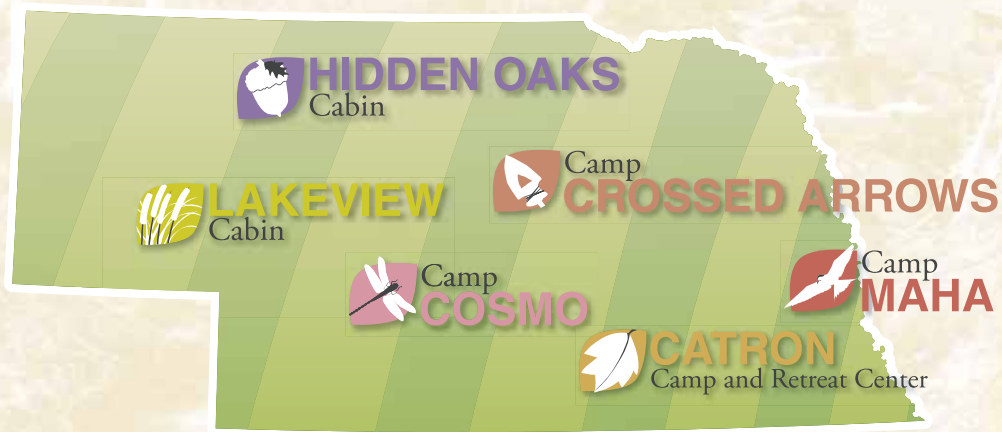 HIDDEN OAKS
Cabin
Camp
CROSSED ARROWS
LAKEVIEW
Cabin
Camp
COSMO
Camp
MAHA
CATRON
Camp and Retreat Center